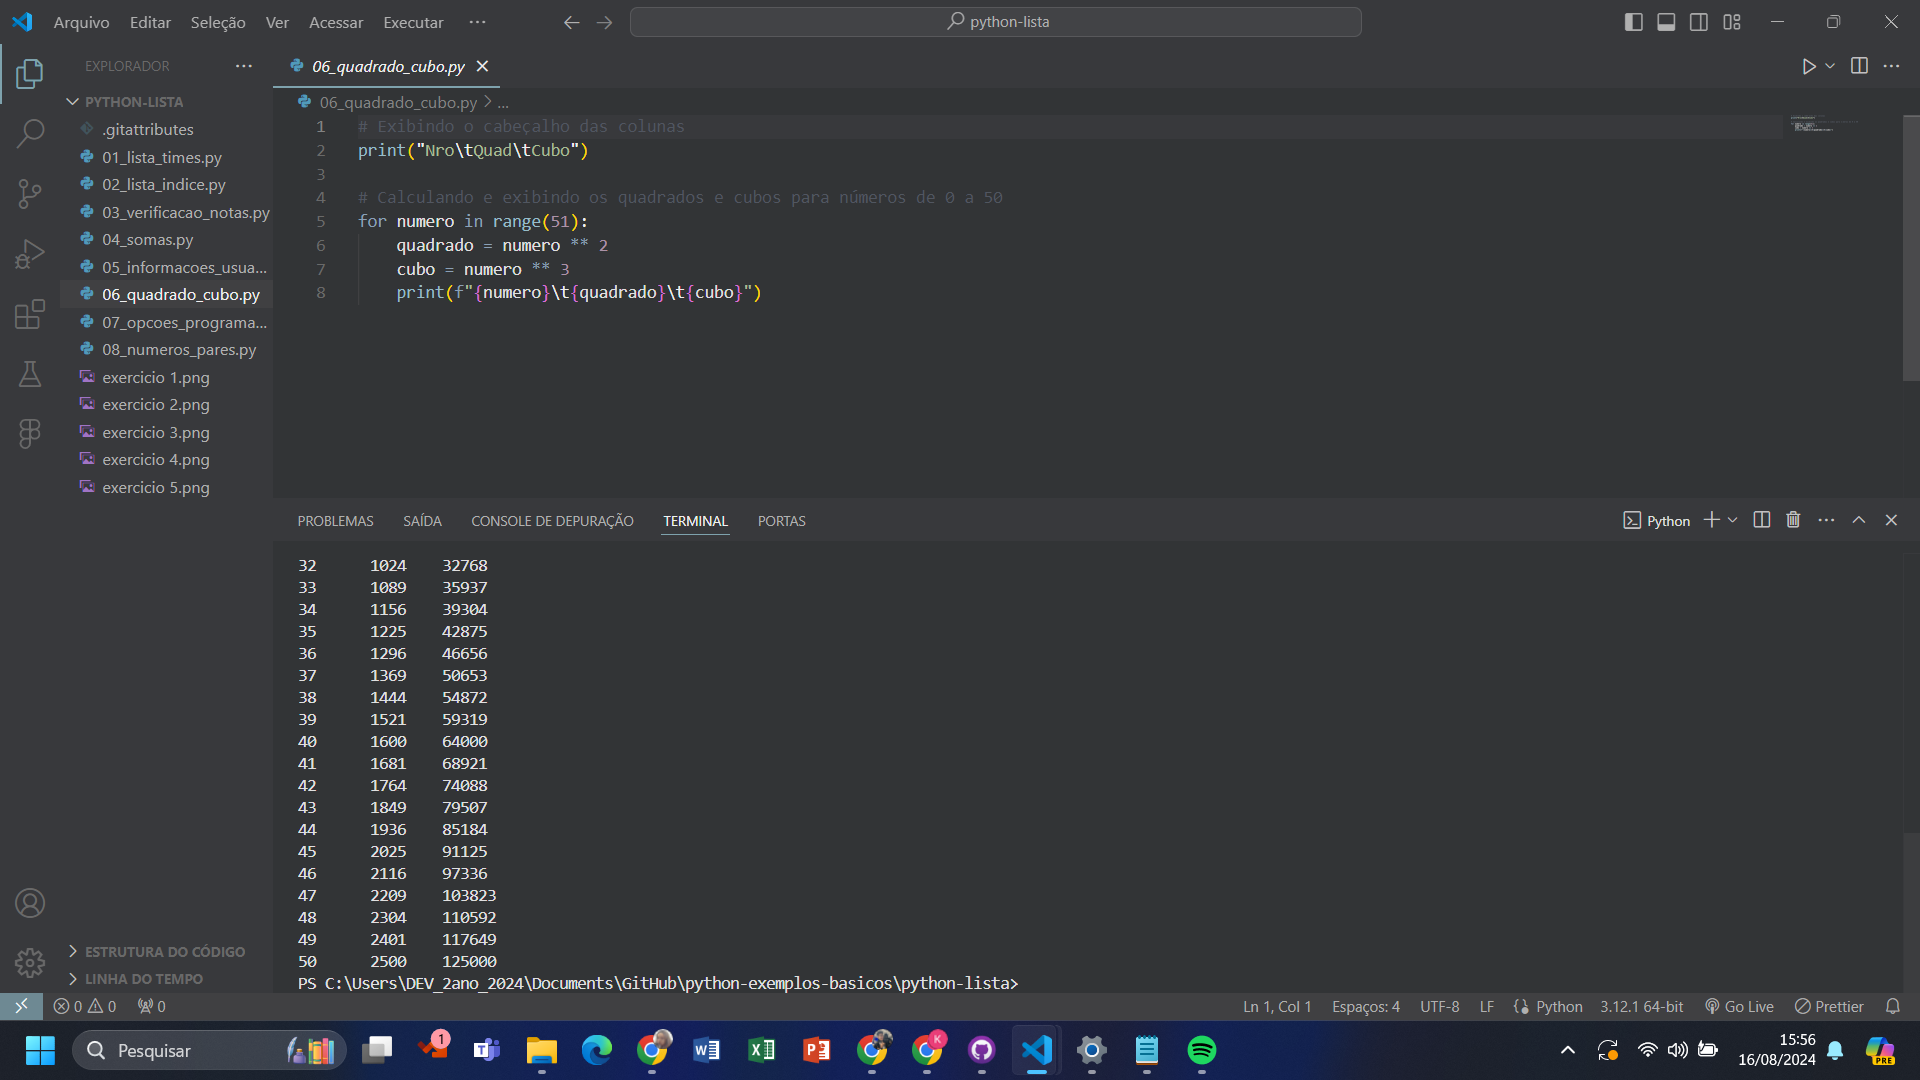 Arquivo Editar Seleção Ver Acessar Executar ··· python-lista
EXPLORADOR ···
PYTHON-LISTA
.gitattributes
01_lista_times.py
02_lista_indice.py
03_verificacao_notas.py
04_somas.py
05_informacoes_usua...
06_quadrado_cubo.py
07_opcoes_programa...
08_numeros_pares.py
exercicio 1.png
exercicio 2.png
exercicio 3.png
exercicio 4.png
exercicio 5.png
ESTRUTURA DO CÓDIGO
LINHA DO TEMPO
06_quadrado_cubo.py
06_quadrado_cubo.py > ...
1 # Exibindo o cabeçalho das colunas
2 print("Nro\tQuad\tCubo")
3
4 # Calculando e exibindo os quadrados e cubos para números de 0 a 50
5 for numero in range(51):
6 quadrado = numero ** 2
7 cubo = numero ** 3
8 print(f"{numero}\t{quadrado}\t{cubo}")
PROBLEMAS SAÍDA CONSOLE DE DEPURAÇÃO TERMINAL PORTAS Python
32 1024 32768
33 1089 35937
34 1156 39304
35 1225 42875
36 1296 46656
37 1369 50653
38 1444 54872
39 1521 59319
40 1600 64000
41 1681 68921
42 1764 74088
43 1849 79507
44 1936 85184
45 2025 91125
46 2116 97336
47 2209 103823
48 2304 110592
49 2401 117649
50 2500 125000
PS C:\Users\DEV_2ano_2024\Documents\GitHub\python-exemplos-basicos\python-lista>
0 0 0 Ln 1, Col 1 Espaços: 4 UTF-8 LF {} Python 3.12.1 64-bit Go Live Prettier
Pesquisar 1 K 15:56
16/08/2024 PRE